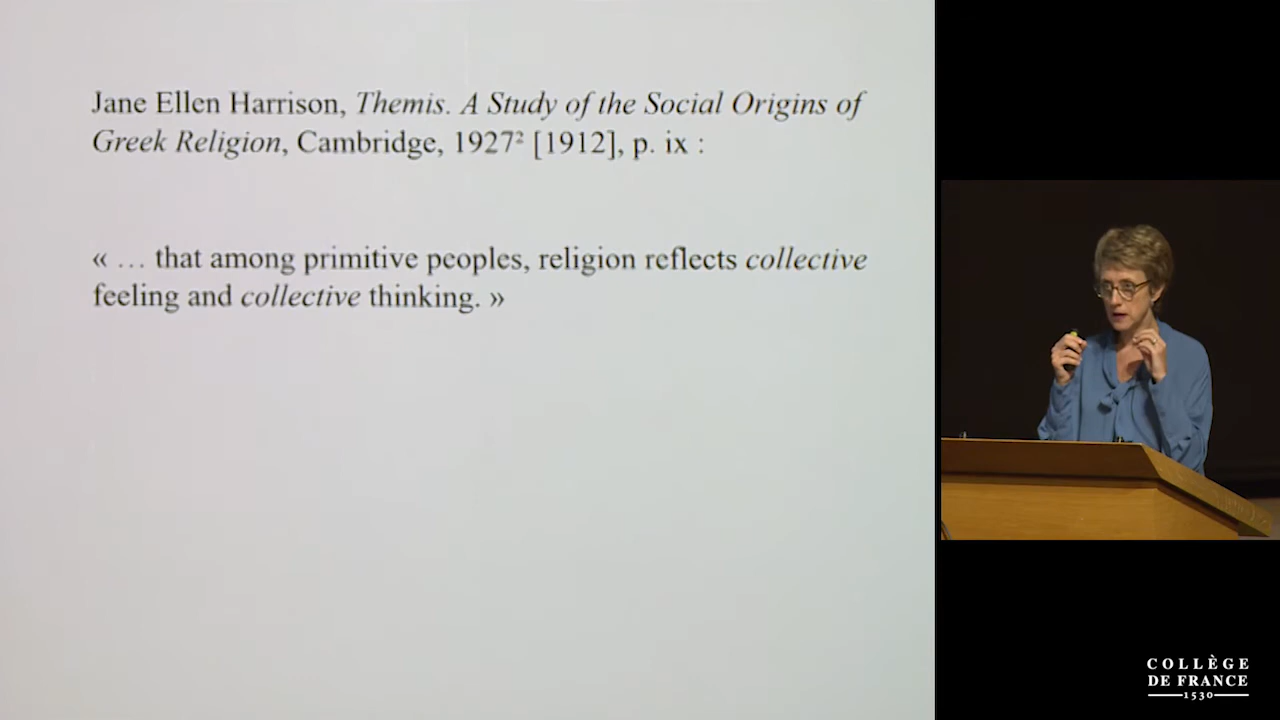 Jane Ellen Harrison, Themis. A Study of the Social Origins of
Greek Religion, Cambridge, 1927² [1912], p. ix :
« … that among primitive peoples, religion reflects collective
feeling and collective thinking. »
COLLÈGE
DE FRANCE
1530